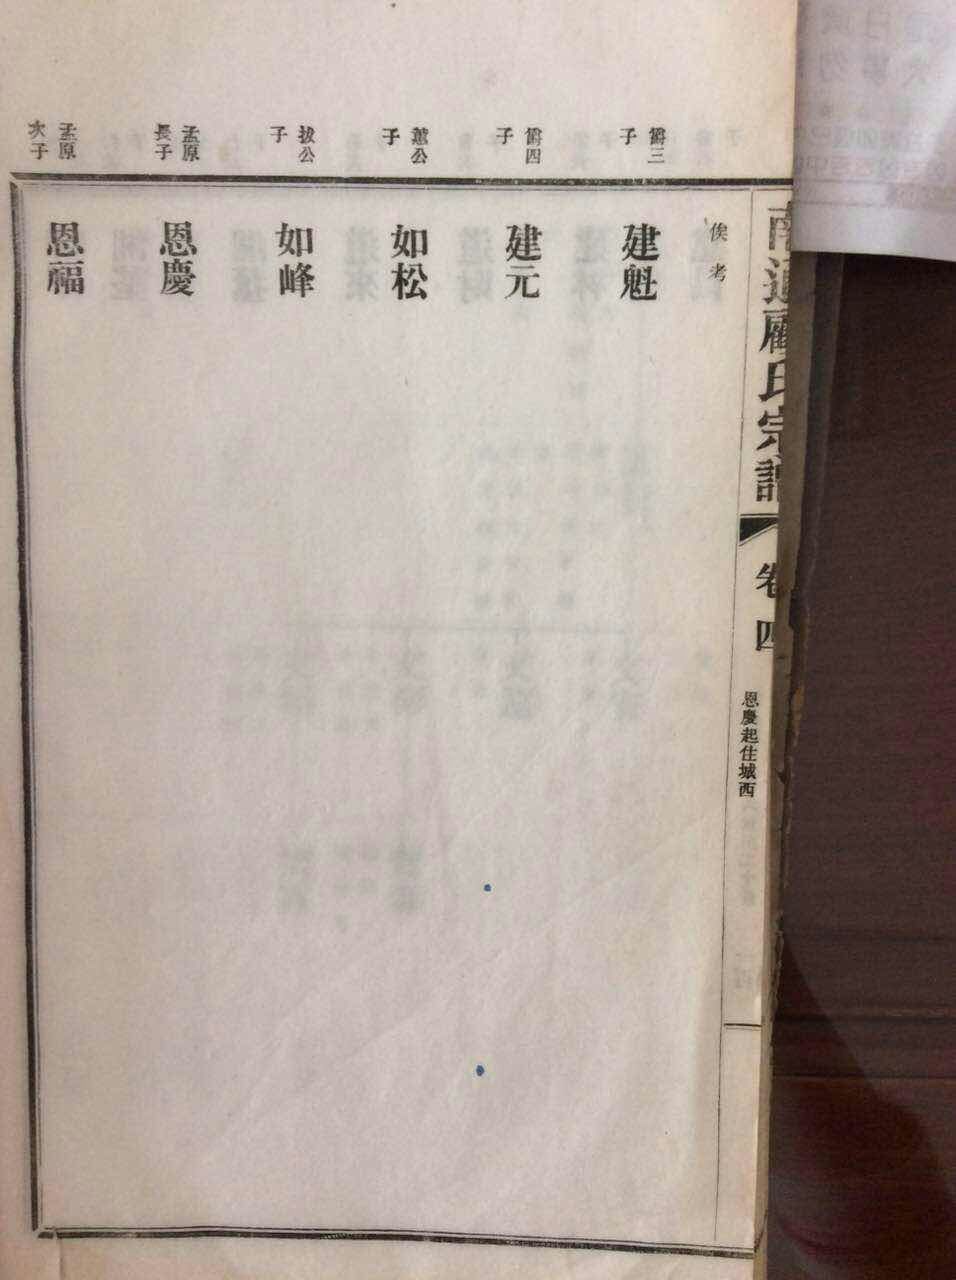 南通顧氏宗譜
卷四
恩慶起住城西
俟考
爵三子
建魁
爵四子
建元
蕙公子
如松
拔公子
如峰
孟原長子
恩慶
孟原次子
恩福